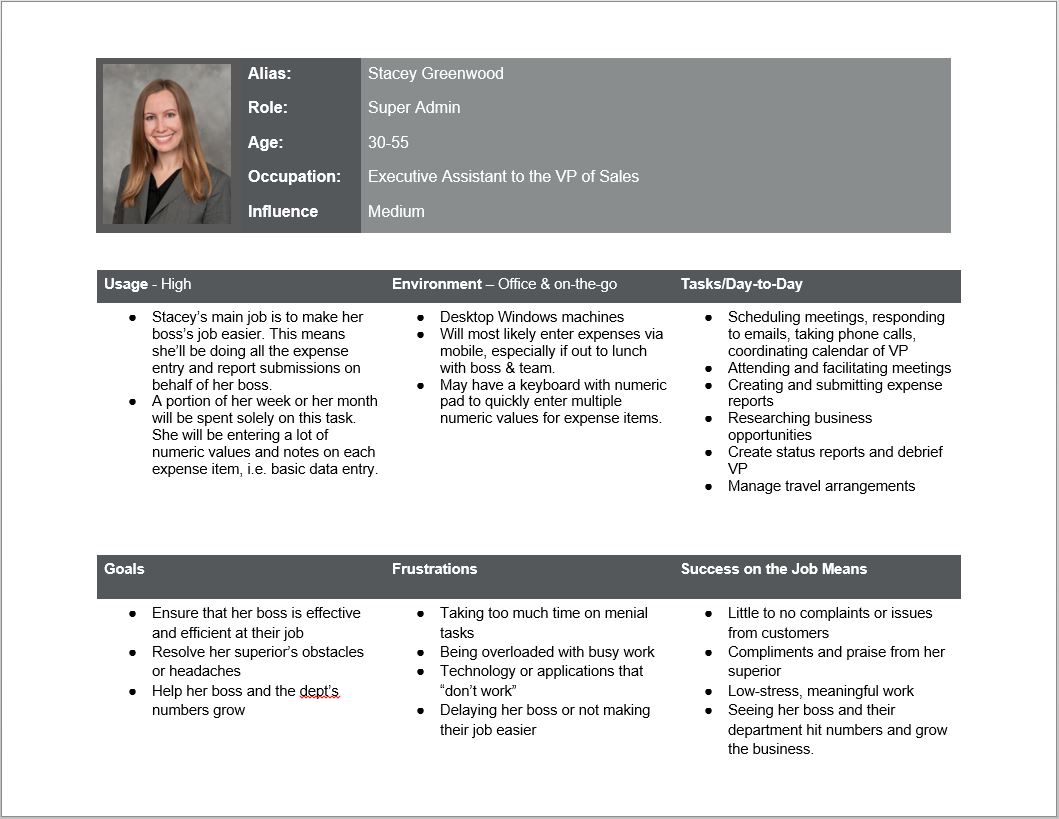 Alias: Stacey Greenwood
Role: Super Admin
Age: 30-55
Occupation: Executive Assistant to the VP of Sales
Influence Medium
Usage - High
● Stacey’s main job is to make her
boss’s job easier. This means
she’ll be doing all the expense
entry and report submissions on
behalf of her boss.
● A portion of her week or her month
will be spent solely on this task.
She will be entering a lot of
numeric values and notes on each
expense item, i.e. basic data entry.
Environment – Office & on-the-go
● Desktop Windows machines
● Will most likely enter expenses via
mobile, especially if out to lunch
with boss & team.
● May have a keyboard with numeric
pad to quickly enter multiple
numeric values for expense items.
Tasks/Day-to-Day
● Scheduling meetings, responding
to emails, taking phone calls,
coordinating calendar of VP
● Attending and facilitating meetings
● Creating and submitting expense
reports
● Researching business
opportunities
● Create status reports and debrief
VP
● Manage travel arrangements
Goals
● Ensure that her boss is effective
and efficient at their job
● Resolve her superior’s obstacles
or headaches
● Help her boss and the dept’s
numbers grow
Frustrations
● Taking too much time on menial
tasks
● Being overloaded with busy work
● Technology or applications that
“don’t work”
● Delaying her boss or not making
their job easier
Success on the Job Means
● Little to no complaints or issues
from customers
● Compliments and praise from her
superior
● Low-stress, meaningful work
● Seeing her boss and their
department hit numbers and grow
the business.